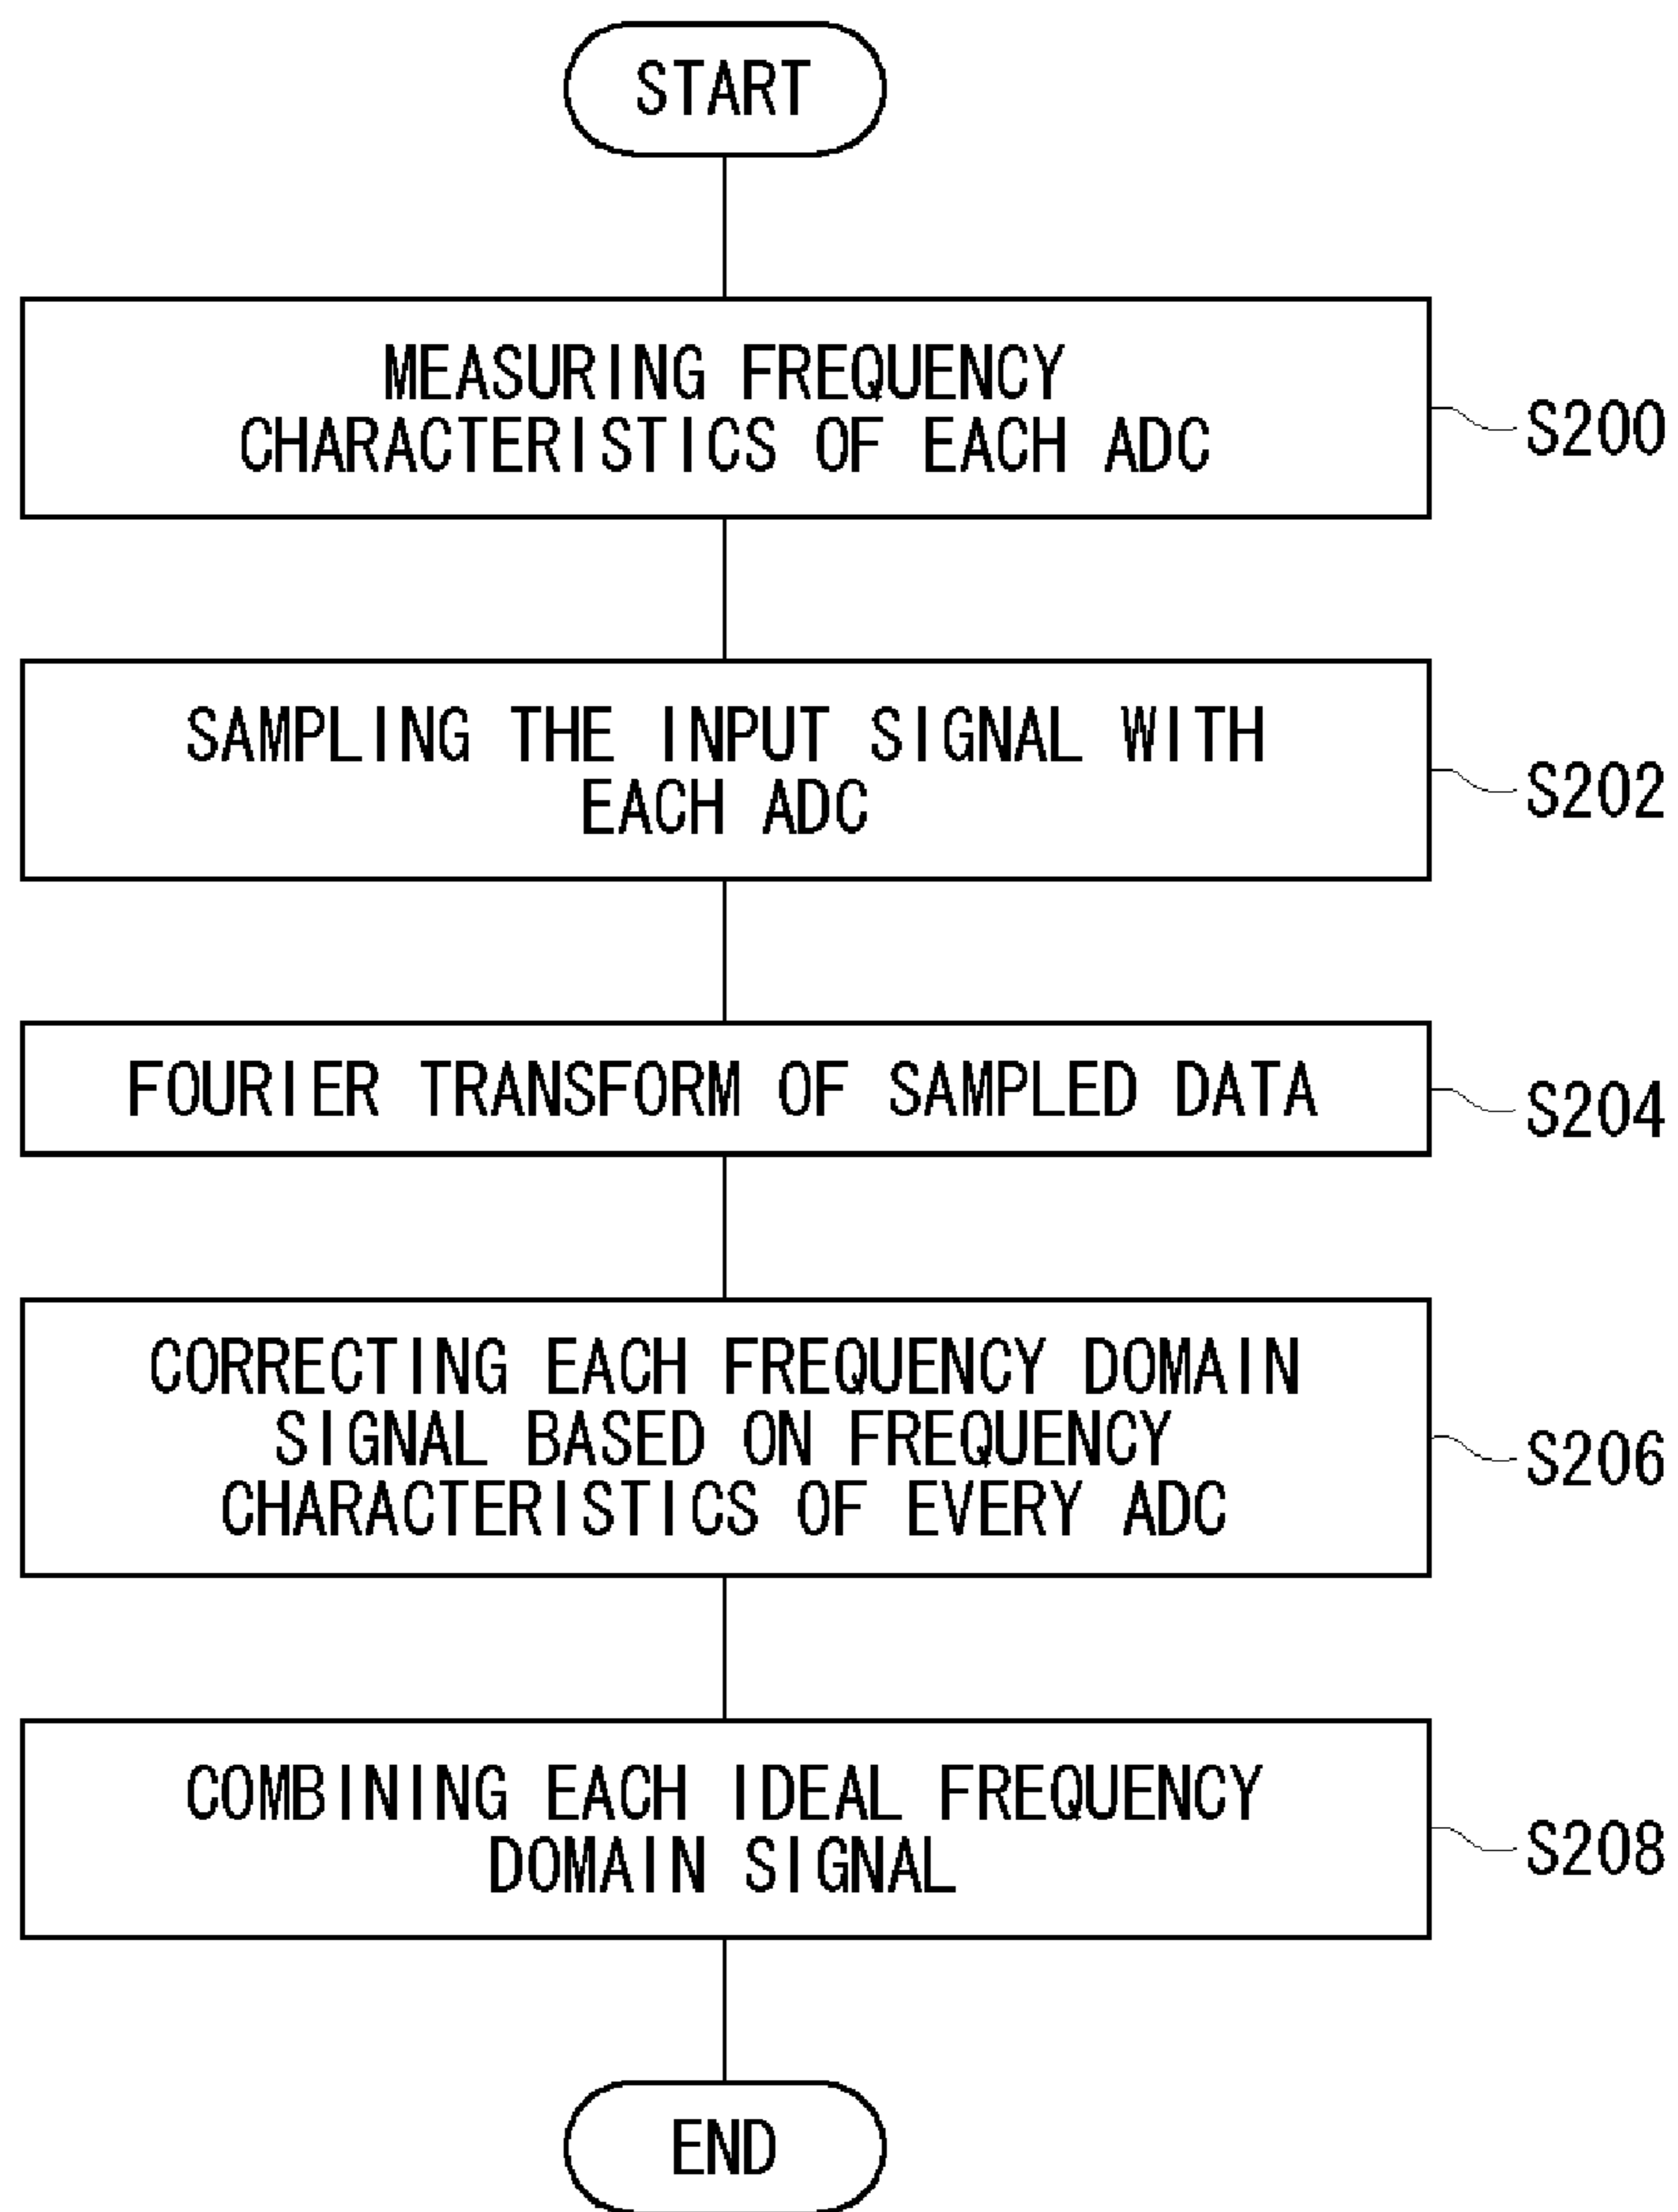 START
MEASURING FREQUENCY
CHARACTERISTICS OF EACH ADC
S200
SAMPLING THE INPUT SIGNAL WITH
EACH ADC
S202
FOURIER TRANSFORM OF SAMPLED DATA
S204
CORRECTING EACH FREQUENCY DOMAIN
SIGNAL BASED ON FREQUENCY
CHARACTERISTICS OF EVERY ADC
S206
COMBINING EACH IDEAL FREQUENCY
DOMAIN SIGNAL
S208
END